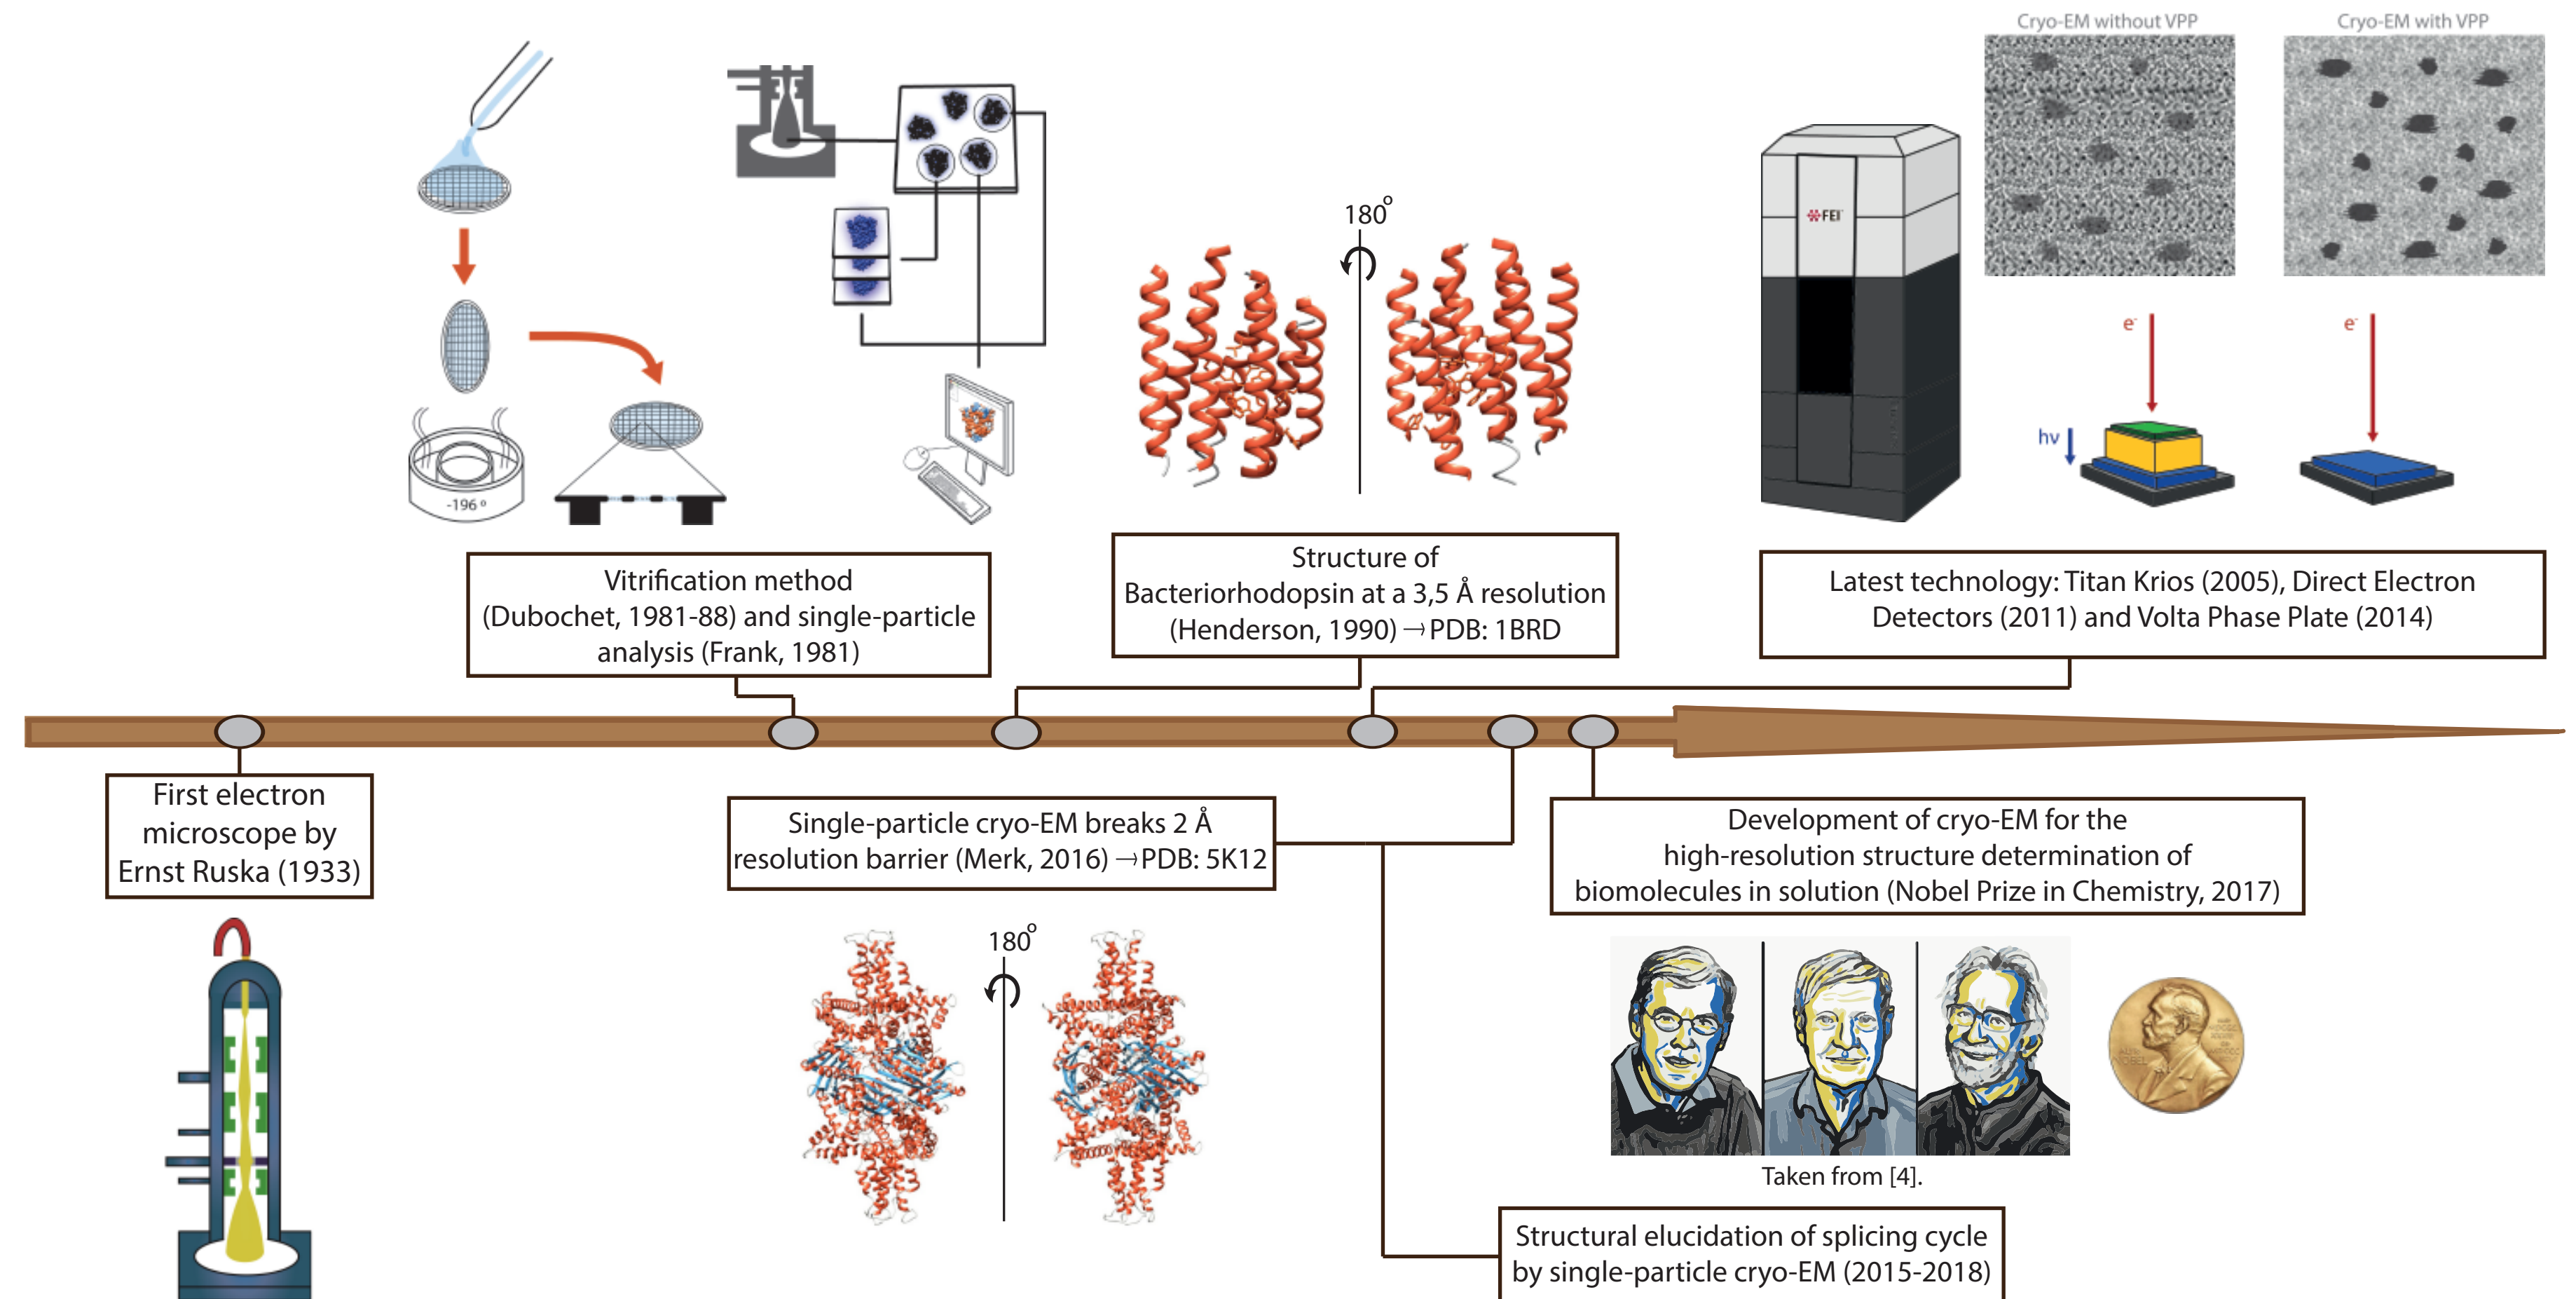 Cryo-EM without VPP
Cryo-EM with VPP
180°
FEI
e-
e-
hν
-196 °
Vitrification method
(Dubochet, 1981-88) and single-particle
analysis (Frank, 1981)
Structure of
Bacteriorhodopsin at a 3,5 Å resolution
(Henderson, 1990) →PDB: 1BRD
Latest technology: Titan Krios (2005), Direct Electron
Detectors (2011) and Volta Phase Plate (2014)
First electron
microscope by
Ernst Ruska (1933)
Single-particle cryo-EM breaks 2 Å
resolution barrier (Merk, 2016) →PDB: 5K12
Development of cryo-EM for the
high-resolution structure determination of
biomolecules in solution (Nobel Prize in Chemistry, 2017)
180°
Taken from [4].
Structural elucidation of splicing cycle
by single-particle cryo-EM (2015-2018)